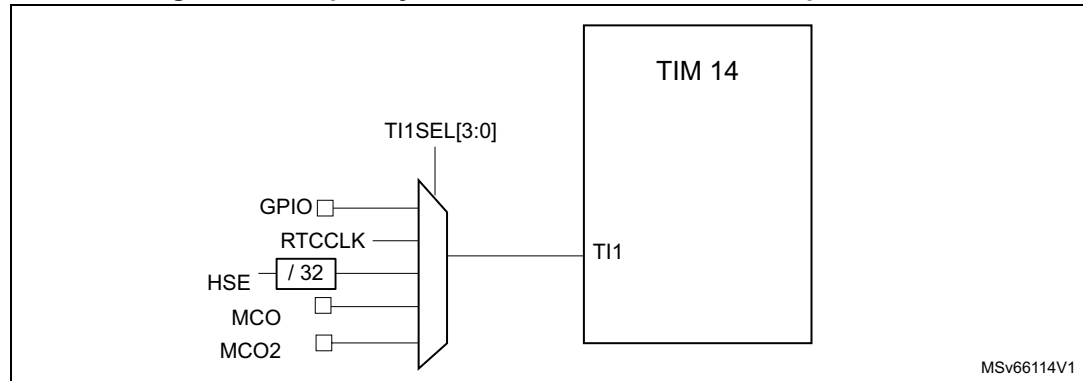 TIM 14
TI1SEL[3:0]
GPIO
RTCCLK
TI1
HSE
/ 32
MCO
MCO2
MSv66114V1